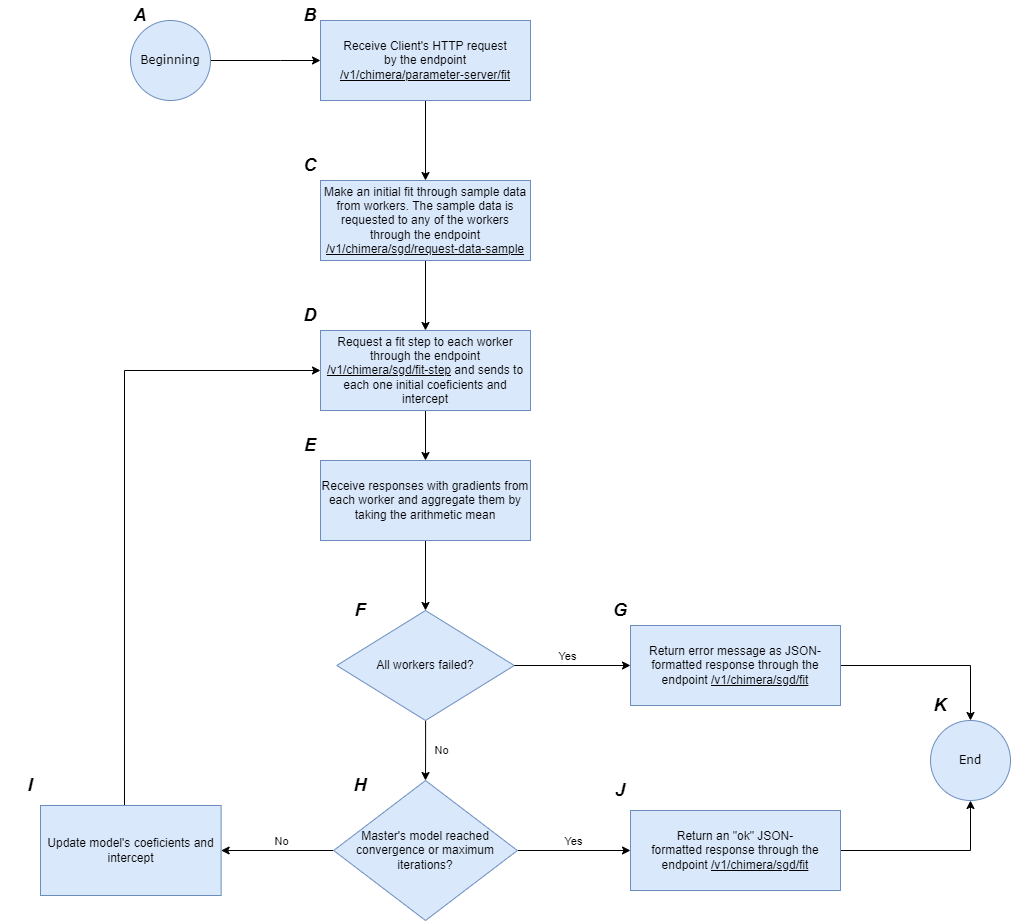 A
B
Beginning
Receive Client's HTTP request
by the endpoint
/v1/chimera/parameter-server/fit
C
Make an initial fit through sample data
from workers. The sample data is
requested to any of the workers
through the endpoint
/v1/chimera/sgd/request-data-sample
D
Request a fit step to each worker
through the endpoint
/v1/chimera/sgd/fit-step and sends to
each one initial coeficients and
intercept
E
Receive responses with gradients from
each worker and aggregate them by
taking the arithmetic mean
F
All workers failed?
Yes
G
Return error message as JSON-
formatted response through the
endpoint /v1/chimera/sgd/fit
K
End
No
H
Master's model reached
convergence or maximum
iterations?
No
I
Update model's coeficients and
intercept
Yes
J
Return an "ok" JSON-
formatted response through the
endpoint /v1/chimera/sgd/fit